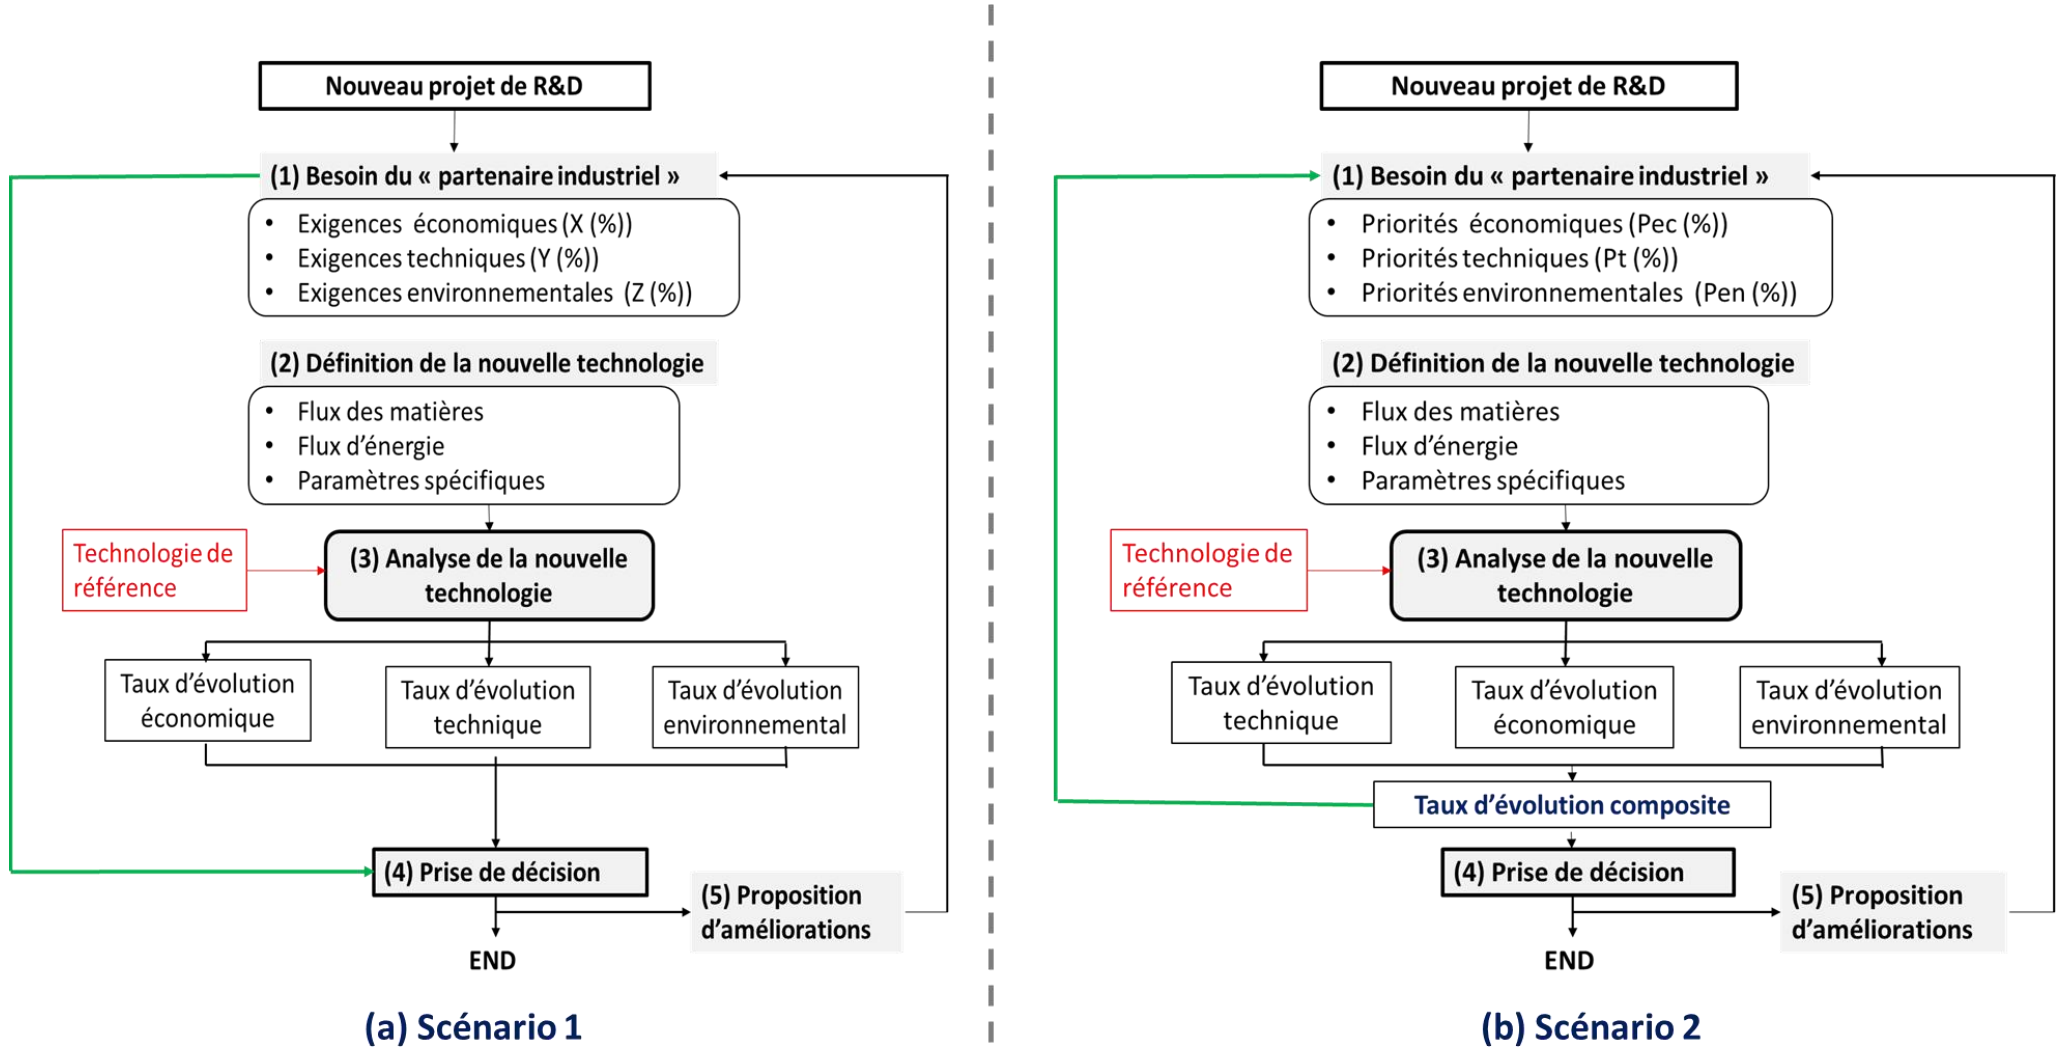 Nouveau projet de R&D
(1) Besoin du « partenaire industriel »
• Exigences économiques (X (%))
• Exigences techniques (Y (%))
• Exigences environnementales (Z (%))
(2) Définition de la nouvelle technologie
• Flux des matières
• Flux d’énergie
• Paramètres spécifiques
Technologie de
référence
(3) Analyse de la nouvelle
technologie
Taux d’évolution
économique
Taux d’évolution
technique
Taux d’évolution
environnemental
(4) Prise de décision
(5) Proposition
d’améliorations
END
(a) Scénario 1
Nouveau projet de R&D
(1) Besoin du « partenaire industriel »
• Priorités économiques (Pec (%))
• Priorités techniques (Pt (%))
• Priorités environnementales (Pen (%))
(2) Définition de la nouvelle technologie
• Flux des matières
• Flux d’énergie
• Paramètres spécifiques
Technologie de
référence
(3) Analyse de la nouvelle
technologie
Taux d’évolution
technique
Taux d’évolution
économique
Taux d’évolution
environnemental
Taux d’évolution composite
(4) Prise de décision
(5) Proposition
d’améliorations
END
(b) Scénario 2